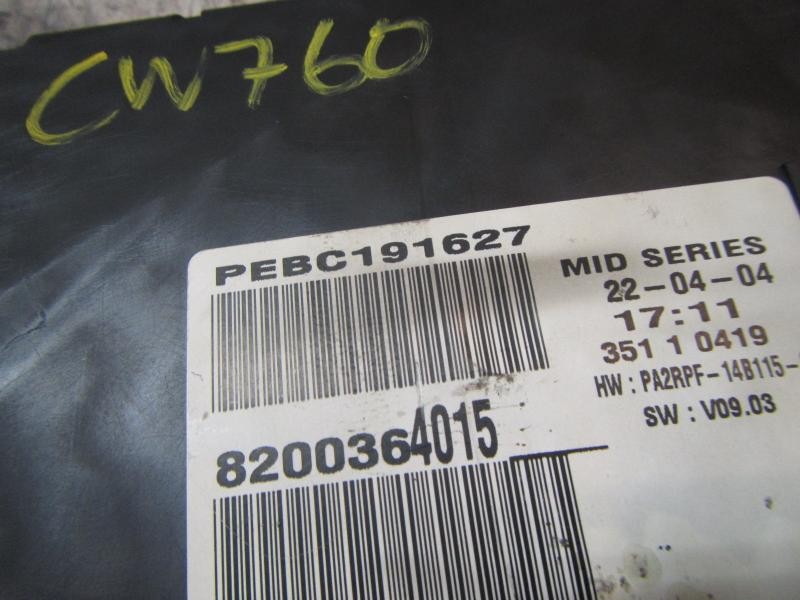 CW760
PEBC191627
MID SERIES
22-04-04
17:11
351 1 0419
HW : PA2RPF-14B115-
SW : V09.03
8200364015